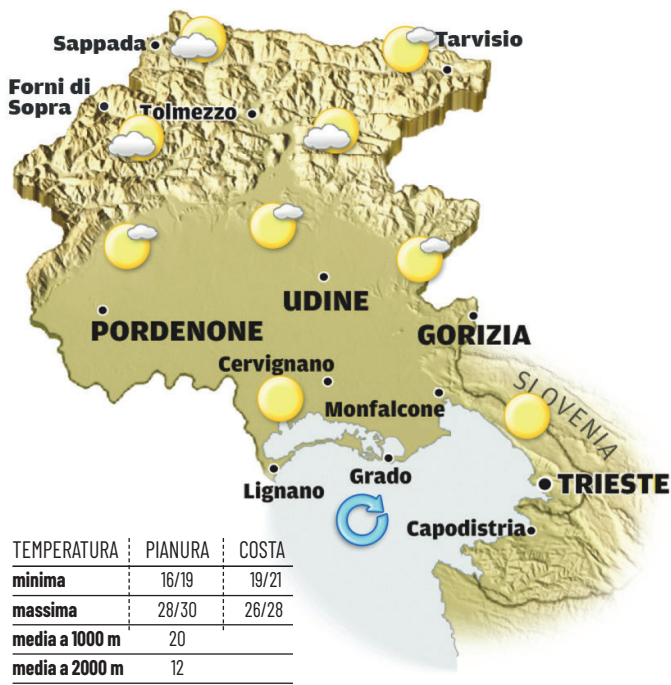 Sappada
Tarvisio
Forni di
Sopra
Tolmezzo
UDINE
PORDENONE
GORIZIA
Cervignano
SLOVENIA
Monfalcone
Lignano
Grado
TRIESTE
Capodistria
TEMPERATURA PIANURA COSTA
minima 16/19 19/21
massima 28/30 26/28
media a 1000 m 20
media a 2000 m 12